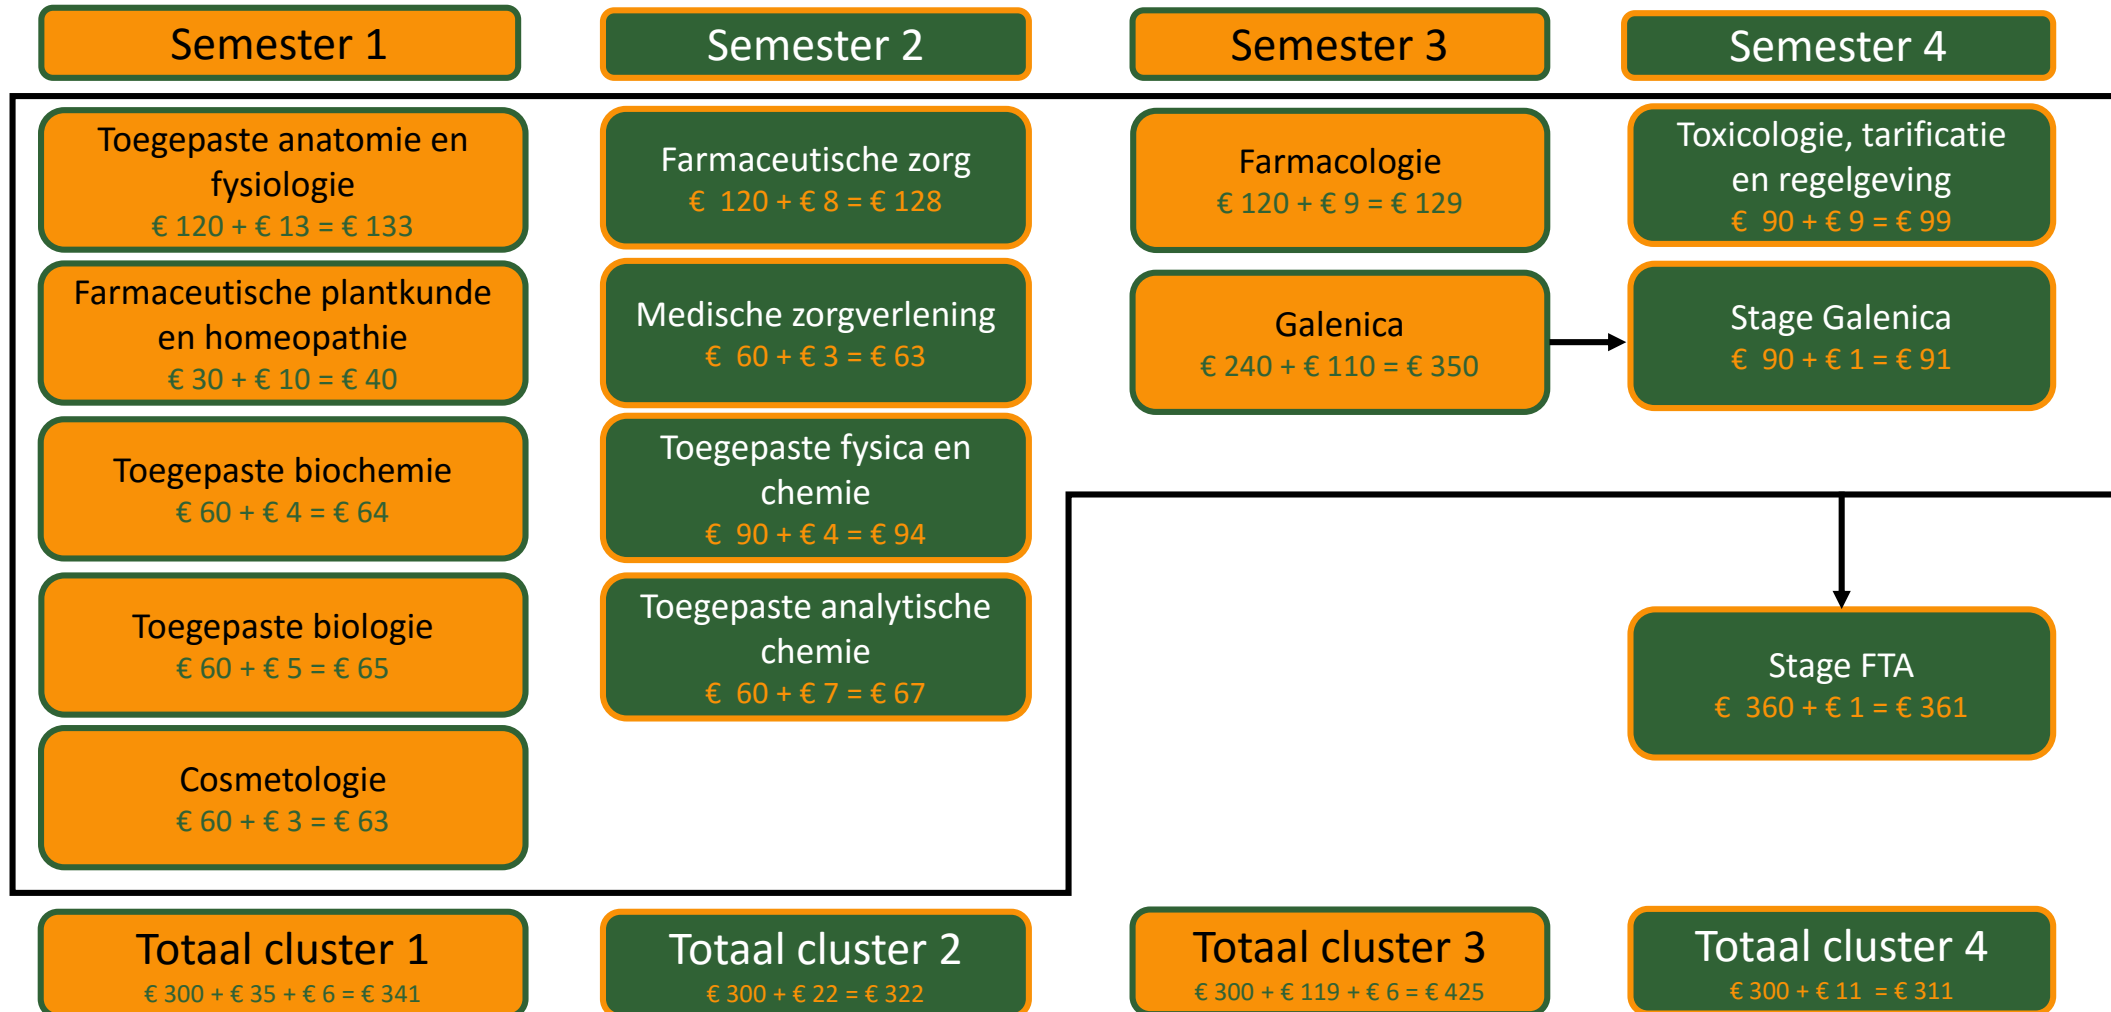 Semester 1
Semester 2
Semester 3
Semester 4
Toegepaste anatomie en
fysiologie
€ 120 + € 13 = € 133
Farmaceutische plantkunde
en homeopathie
€ 30 + € 10 = € 40
Toegepaste biochemie
€ 60 + € 4 = € 64
Toegepaste biologie
€ 60 + € 5 = € 65
Cosmetologie
€ 60 + € 3 = € 63
Farmaceutische zorg
€ 120 + € 8 = € 128
Medische zorgverlening
€ 60 + € 3 = € 63
Toegepaste fysica en
chemie
€ 90 + € 4 = € 94
Toegepaste analytische
chemie
€ 60 + € 7 = € 67
Farmacologie
€ 120 + € 9 = € 129
Galenica
€ 240 + € 110 = € 350
Toxicologie, tarificatie
en regelgeving
€ 90 + € 9 = € 99
Stage Galenica
€ 90 + € 1 = € 91
Stage FTA
€ 360 + € 1 = € 361
Totaal cluster 1
€ 300 + € 35 + € 6 = € 341
Totaal cluster 2
€ 300 + € 22 = € 322
Totaal cluster 3
€ 300 + € 119 + € 6 = € 425
Totaal cluster 4
€ 300 + € 11 = € 311